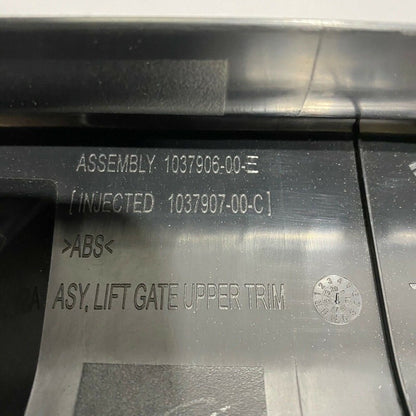 ASSEMBLY 1037906-00-E
[INJECTED 1037907-00-C]
>ABS<
ASY, LIFT GATE UPPER TRIM